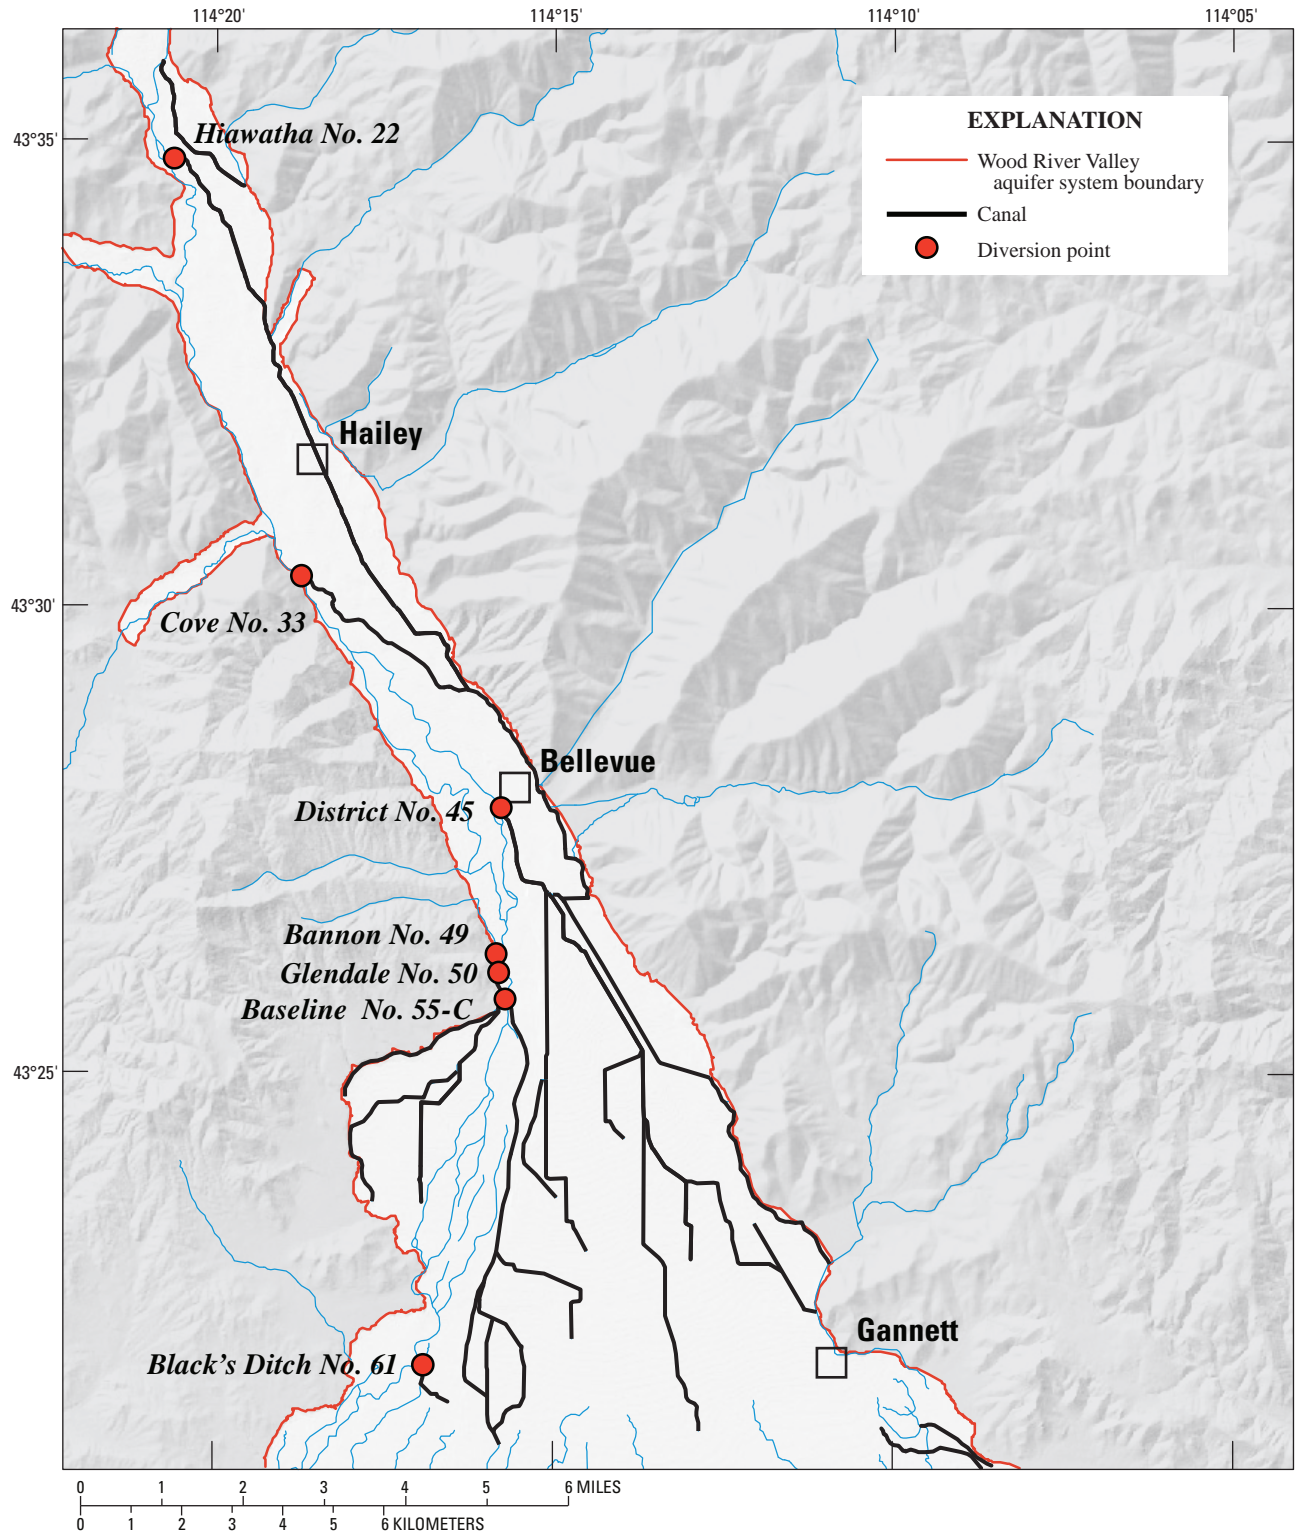 114°20'
114°15'
114°10'
114°05'
43°35'
Hiawatha No. 22
EXPLANATION
Wood River Valley
aquifer system boundary
Canal
Diversion point
Hailey
43°30'
Cove No. 33
Bellevue
District No. 45
Bannon No. 49
Glendale No. 50
Baseline No. 55-C
43°25'
Gannett
Black's Ditch No. 61
0 1 2 3 4 5 6 MILES
0 1 2 3 4 5 6 KILOMETERS